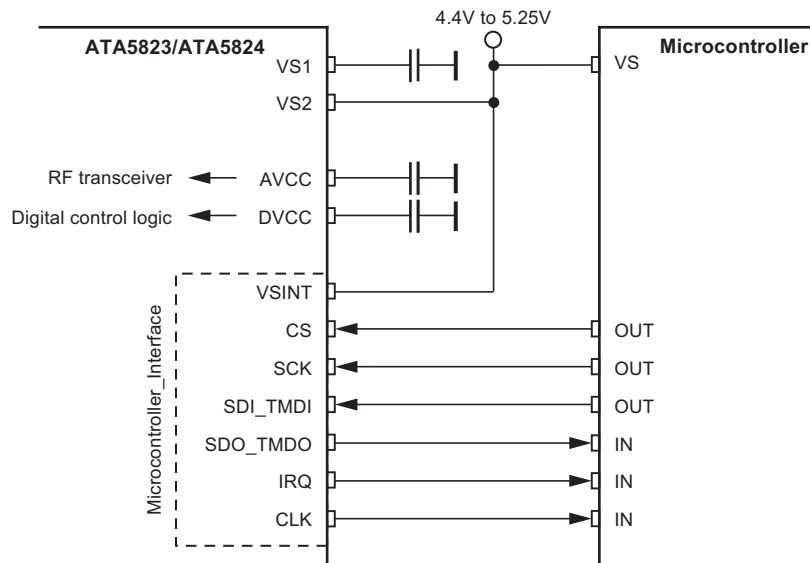 4.4V to 5.25V
ATA5823/ATA5824
Microcontroller
VS1
VS
VS2
RF transceiver
AVCC
Digital control logic
DVCC
Microcontroller_Interface
VSINT
CS
OUT
SCK
OUT
SDI_TMDI
OUT
SDO_TMDO
IN
IRQ
IN
CLK
IN